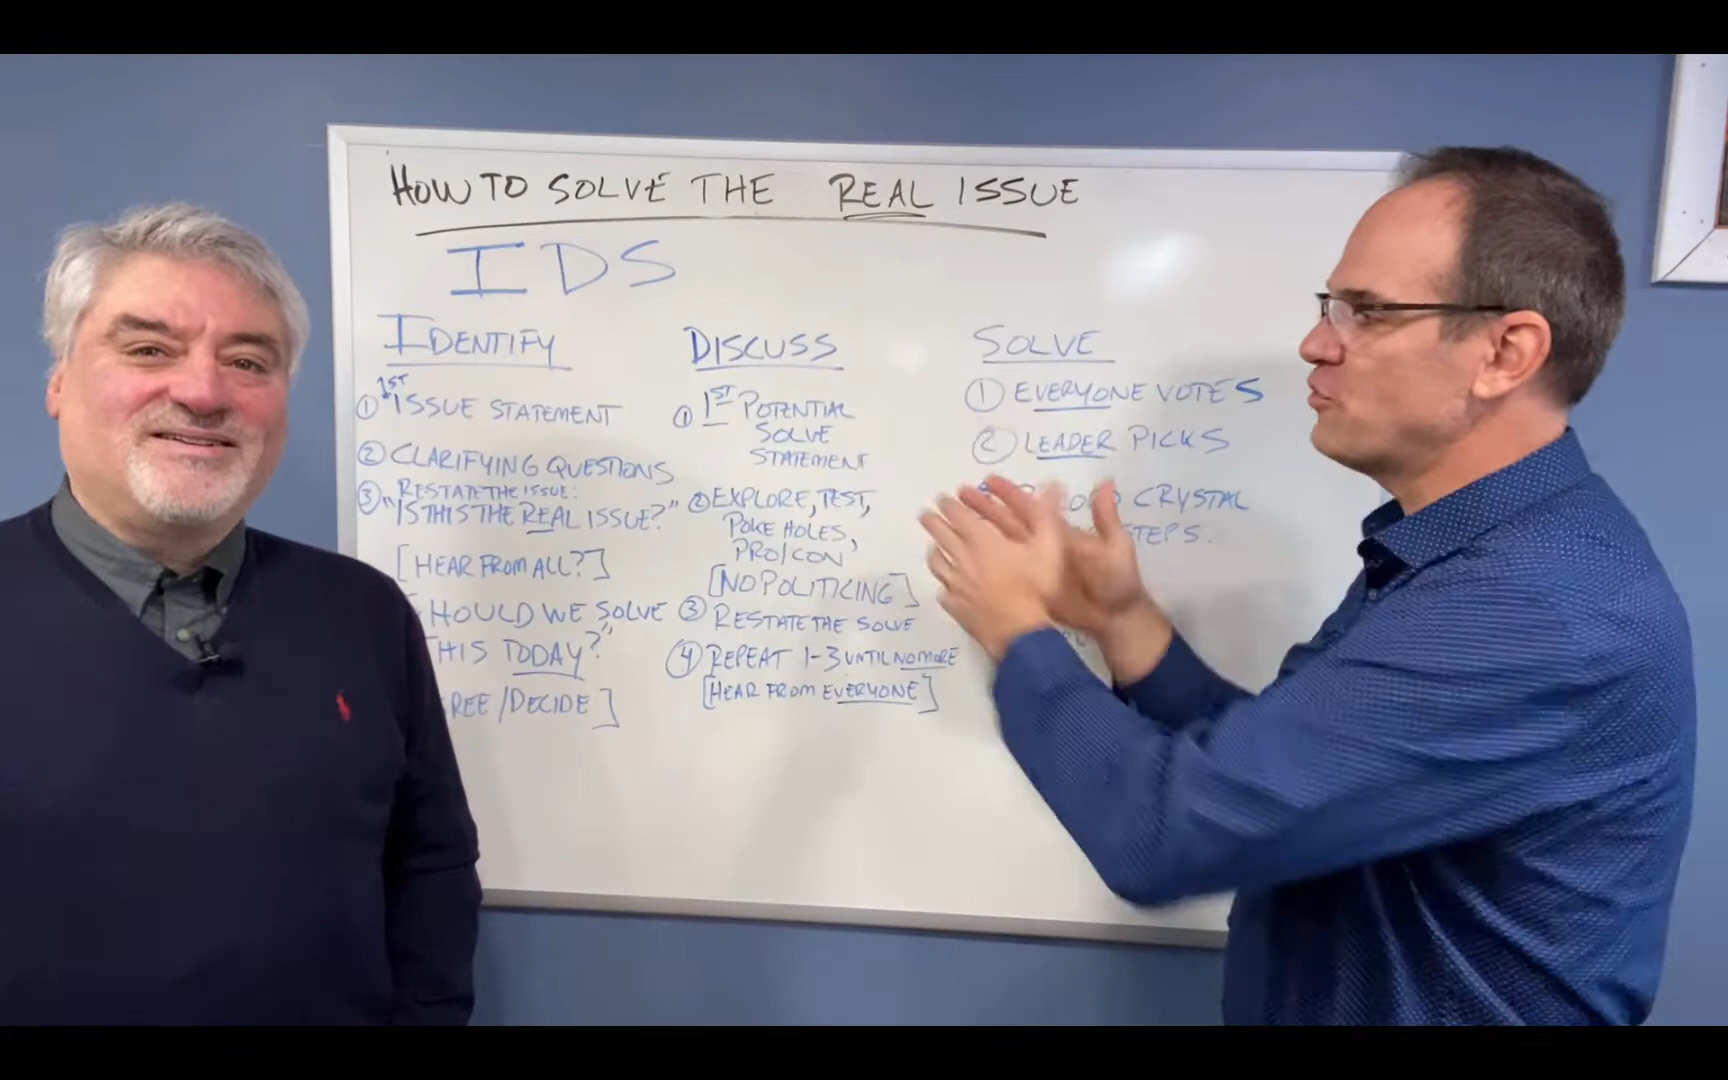 HOW TO SOLVE THE REAL ISSUE
IDS
IDENTIFY
① 1ST ISSUE STATEMENT
② CLARIFYING QUESTIONS
③ RESTATE THE ISSUE:
"IS THIS THE REAL ISSUE?"
[HEAR FROM ALL?]
HOULD WE SOLVE
HIS TODAY?"
REE/DECIDE]
DISCUSS
① 1ST POTENTIAL
SOLVE
STATEMENT
② EXPLORE, TEST,
POKE HOLES,
PRO/CON
[NO POLITICING]
③ RESTATE THE SOLVE
④ REPEAT 1-3 UNTIL NO MORE
[HEAR FROM EVERYONE]
SOLVE
① EVERYONE VOTES
② LEADER PICKS
CRYSTAL
STEPS.